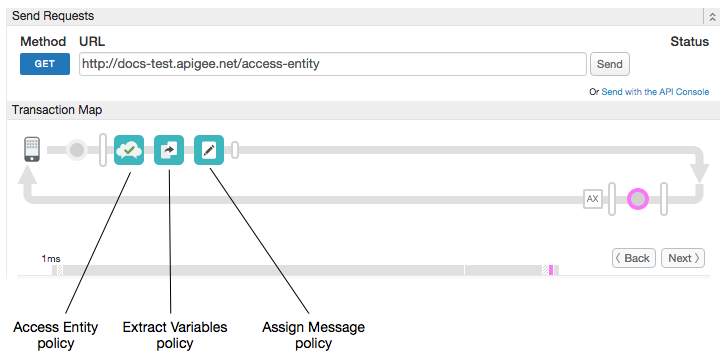 Send Requests
Method URL Status
GET http://docs-test.apigee.net/access-entity Send
Or Send with the API Console
Transaction Map
AX
1ms
Back Next
Access Entity policy
Extract Variables policy
Assign Message policy